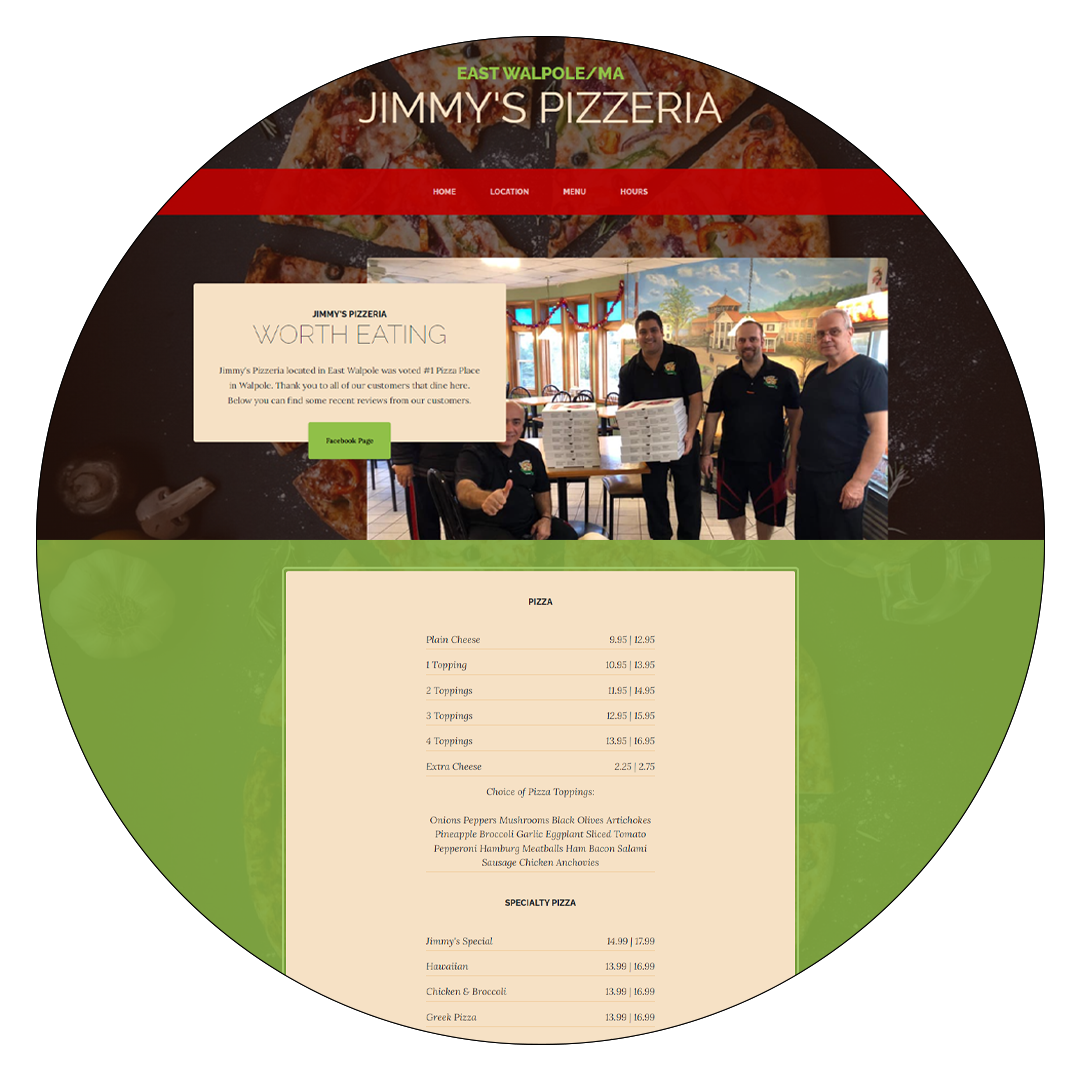 EAST WALPOLE/MA
JIMMY'S PIZZERIA
HOME LOCATION MENU HOURS
JIMMY'S PIZZERIA
WORTH EATING
Jimmy's Pizzeria located in East Walpole was voted #1 Pizza Place
in Walpole. Thank you to all of our customers that dine here.
Below you can find some recent reviews from our customers.
Facebook Page
PIZZA
Plain Cheese 9.95 | 12.95
1 Topping 10.95 | 13.95
2 Toppings 11.95 | 14.95
3 Toppings 12.95 | 15.95
4 Toppings 13.95 | 16.95
Extra Cheese 2.25 | 2.75
Choice of Pizza Toppings:
Onions Peppers Mushrooms Black Olives Artichokes
Pineapple Broccoli Garlic Eggplant Sliced Tomato
Pepperoni Hamburg Meatballs Ham Bacon Salami
Sausage Chicken Anchovies
SPECIALTY PIZZA
Jimmy's Special 14.99 | 17.99
Hawaiian 13.99 | 16.99
Chicken & Broccoli 13.99 | 16.99
Greek Pizza 13.99 | 16.99